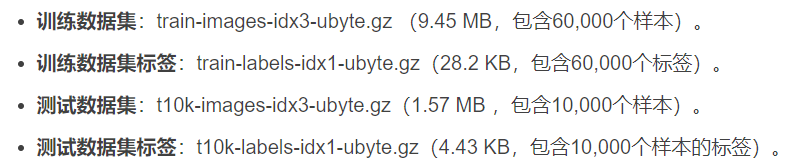 • 训练数据集：train-images-idx3-ubyte.gz （9.45 MB，包含60,000个样本）。
• 训练数据集标签：train-labels-idx1-ubyte.gz（28.2 KB，包含60,000个标签）。
• 测试数据集：t10k-images-idx3-ubyte.gz（1.57 MB ，包含10,000个样本）。
• 测试数据集标签：t10k-labels-idx1-ubyte.gz（4.43 KB，包含10,000个样本的标签）。